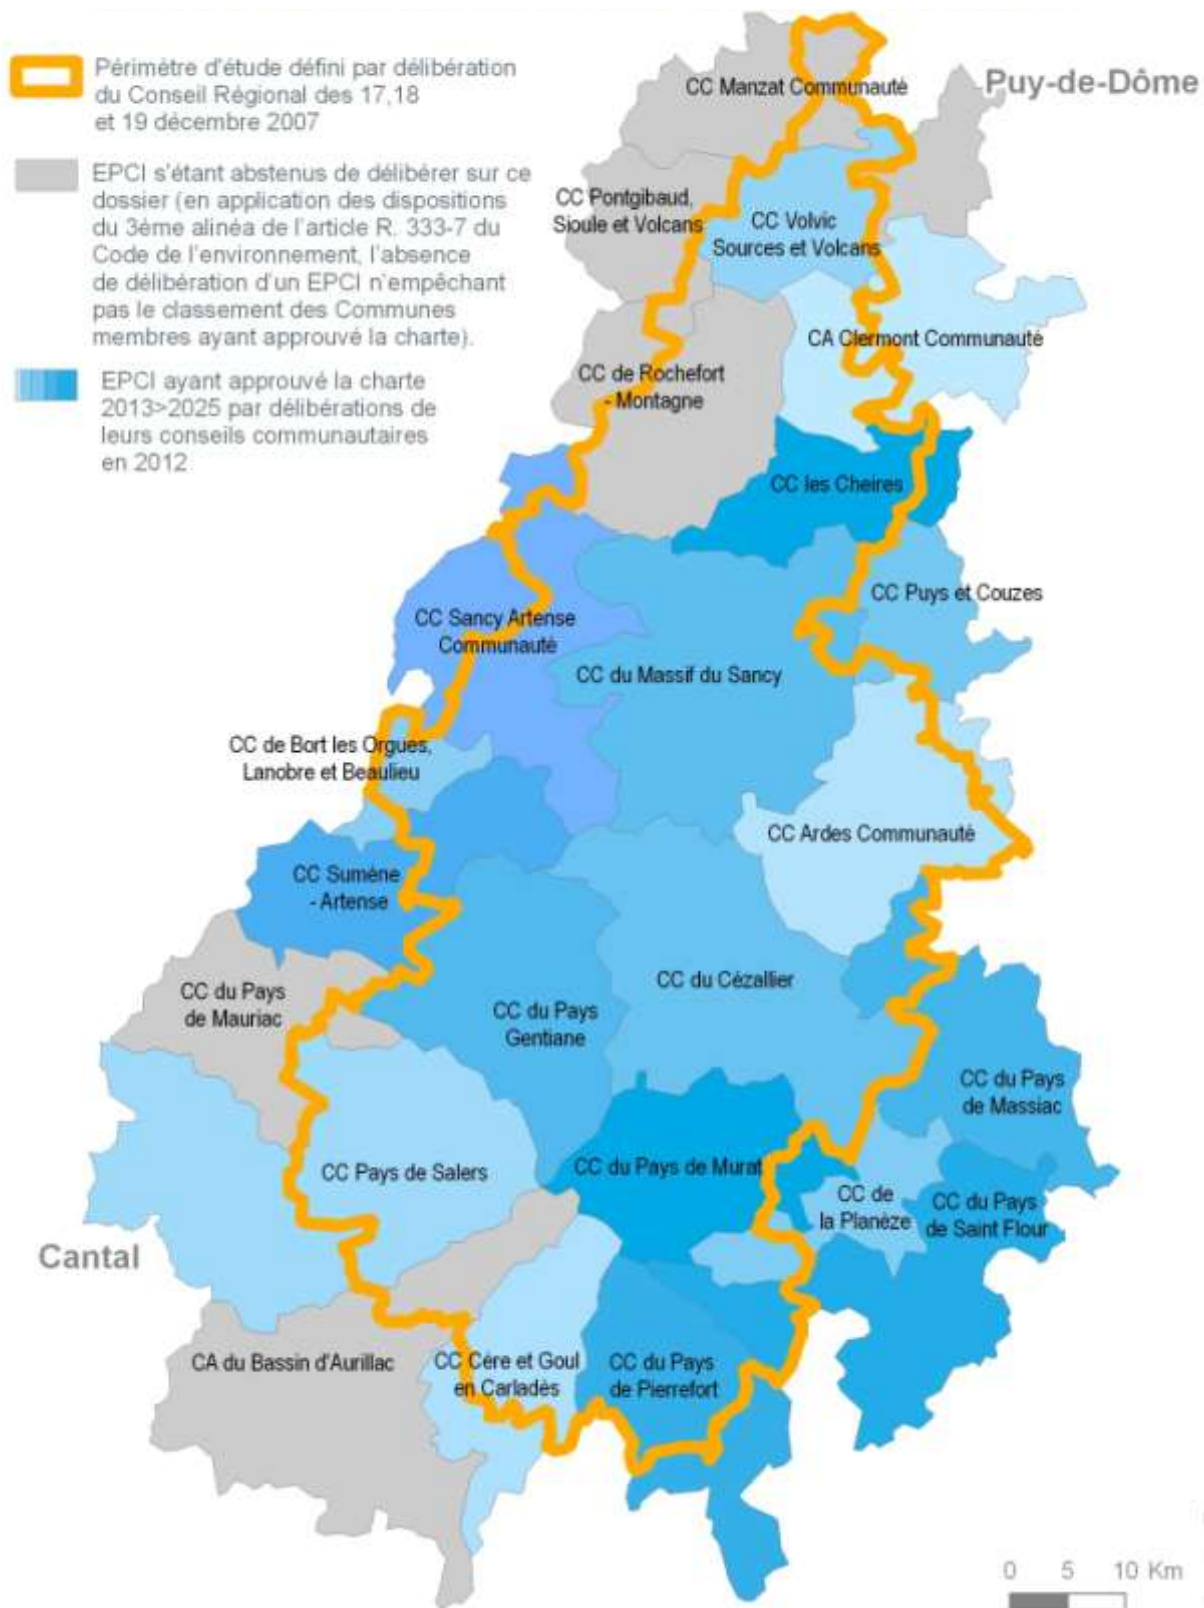 Périmètre d'étude défini par délibération
du Conseil Régional des 17,18
et 19 décembre 2007
EPCI s'étant abstenus de délibérer sur ce
dossier (en application des dispositions
du 3éme alinéa de l'article R. 333-7 du
Code de l'environnement, l'absence
de délibération d'un EPCI n'empêchant
pas le classement des Communes
membres ayant approuvé la charte).
EPCI ayant approuvé la charte
2013>2025 par délibérations de
leurs conseils communautaires
en 2012
Puy-de-Dôme
CC Manzat Communauté
CC Pontgibaud,
Sioule et Volcans
CC Volvic
Sources et Volcans
CA Clermont Communauté
CC de Rochefort
- Montagne
CC les Cheires
CC Puys et Couzes
CC Sancy Artense
Communauté
CC du Massif du Sancy
CC de Bort les Orgues,
Lanobre et Beaulieu
CC Ardes Communauté
CC Sumène
- Artense
CC du Cézallier
CC du Pays
de Mauriac
CC du Pays
Gentiane
CC du Pays
de Massiac
CC Pays de Salers
CC du Pays de Murat
CC de
la Planèze
CC du Pays
de Saint Flour
Cantal
CA du Bassin d'Aurillac
CC Cére et Goul
en Carladès
CC du Pays
de Pierrefort
0 5 10 Km